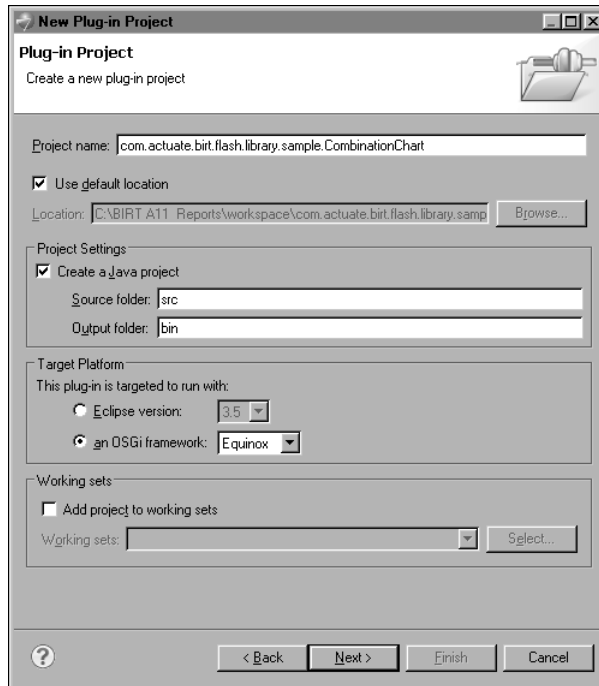 New Plug-in Project
Plug-in Project
Create a new plug-in project
Project name: com.actuate.birt.flash.library.sample.CombinationChart
Use default location
Location: C:\BIRT A11 Reports\workspace\com.actuate.birt.flash.library.samp Browse...
Project Settings
Create a Java project
Source folder: src
Output folder: bin
Target Platform
This plug-in is targeted to run with:
Eclipse version: 3.5
an OSGi framework: Equinox
Working sets
Add project to working sets
Working sets: Select...
? < Back Next > Finish Cancel